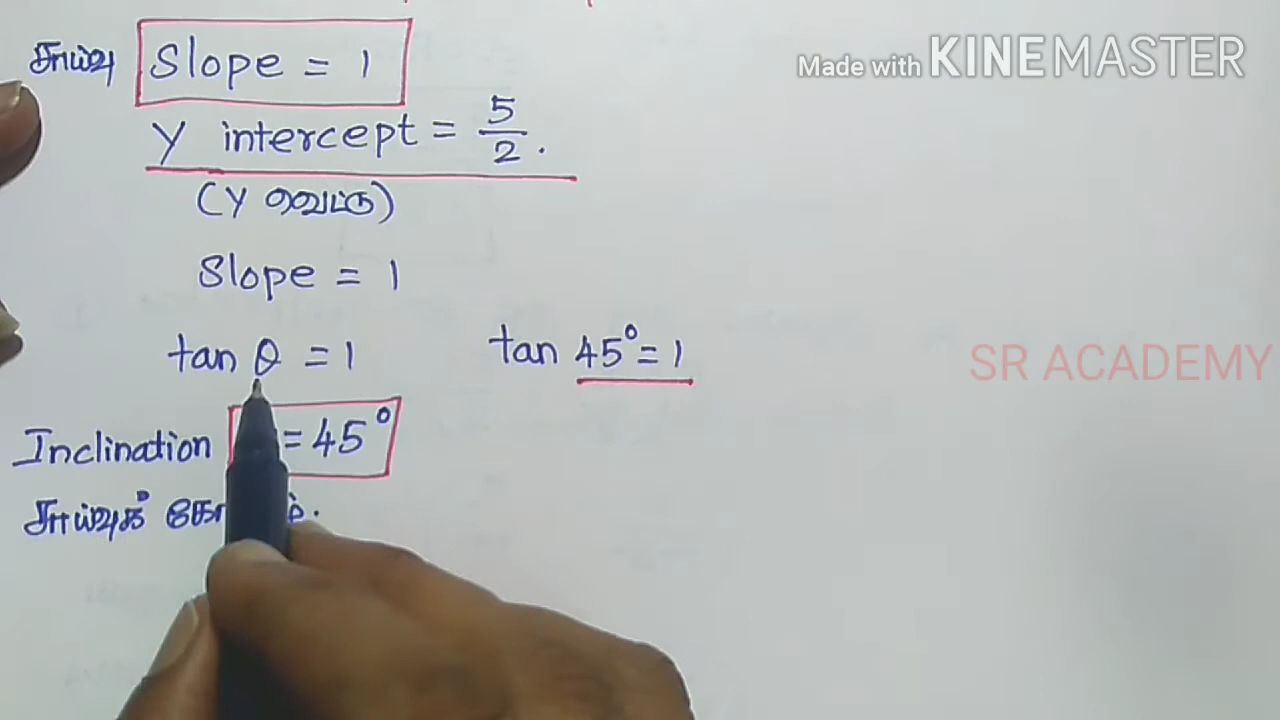 Made with KINEMASTER
சாய்வு Slope = 1
Y intercept = 5/2.
(Y வெட்டு)
Slope = 1
tan θ = 1 tan 45° = 1
SR ACADEMY
Inclination = 45°
சாய்வுக்